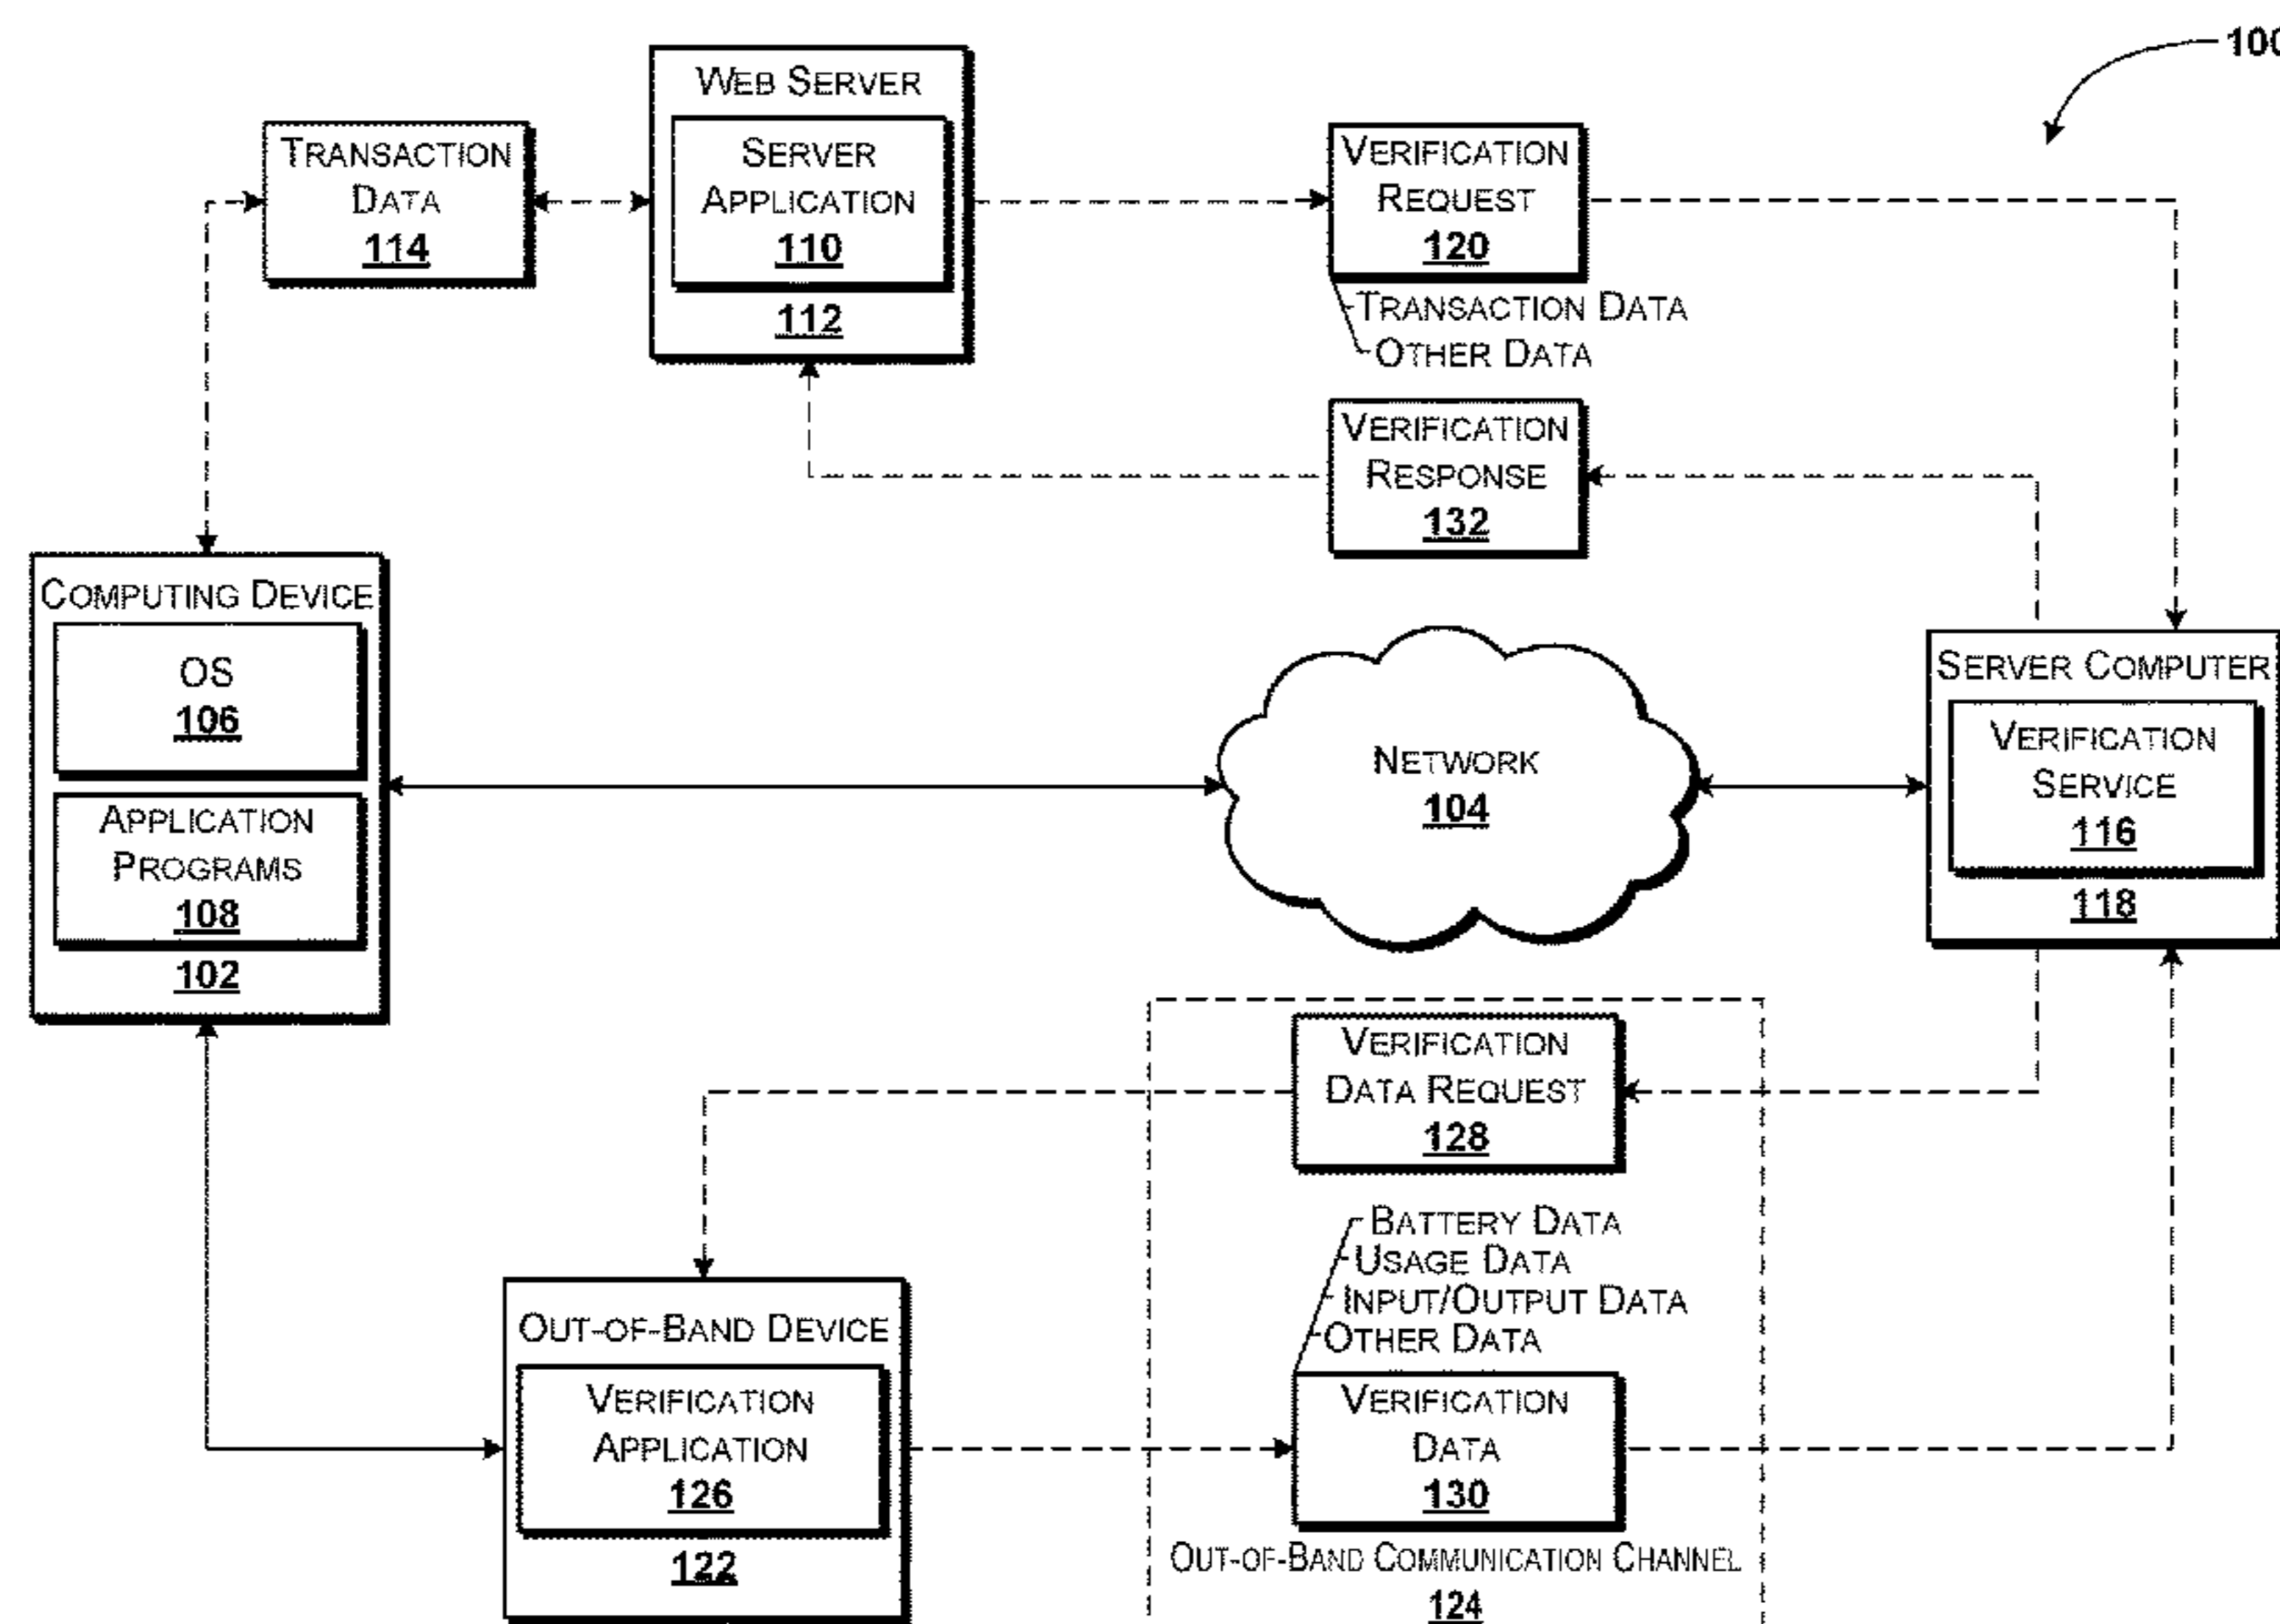 100
WEB SERVER
SERVER
APPLICATION
110
112
TRANSACTION
DATA
114
VERIFICATION
REQUEST
120
TRANSACTION DATA
OTHER DATA
VERIFICATION
RESPONSE
132
COMPUTING DEVICE
OS
106
APPLICATION
PROGRAMS
108
102
NETWORK
104
SERVER COMPUTER
VERIFICATION
SERVICE
116
118
VERIFICATION
DATA REQUEST
128
BATTERY DATA
USAGE DATA
INPUT/OUTPUT DATA
OTHER DATA
VERIFICATION
DATA
130
OUT-OF-BAND COMMUNICATION CHANNEL
124
OUT-OF-BAND DEVICE
VERIFICATION
APPLICATION
126
122